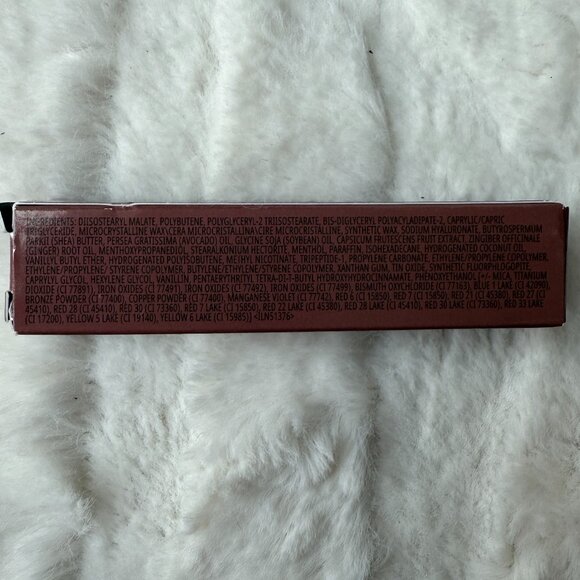 INGREDIENTS: DIISOSTEARYL MALATE, POLYBUTENE, POLYGLYCERYL-2 TRIISOSTEARATE, BIS-DIGLYCERYL POLYACYLADIPATE-2, CAPRYLIC/CAPRIC
TRIGLYCERIDE, MICROCRYSTALLINE WAX\CERA MICROCRISTALLINA\CIRE MICROCRISTALLINE, SYNTHETIC WAX, SODIUM HYALURONATE, BUTYROSPERMUM
PARKII (SHEA) BUTTER, PERSEA GRATISSIMA (AVOCADO) OIL, GLYCINE SOJA (SOYBEAN) OIL, CAPSICUM FRUTESCENS FRUIT EXTRACT, ZINGIBER OFFICINALE
(GINGER) ROOT OIL, MENTHOXYPROPANEDIOL, STEARALKONIUM HECTORITE, MENTHOL, PARAFFIN, ISOHEXADECANE, HYDROGENATED COCONUT OIL,
VANILLYL BUTYL ETHER, HYDROGENATED POLYISOBUTENE, METHYL NICOTINATE, TRIPEPTIDE-1, PROPYLENE CARBONATE, ETHYLENE/PROPYLENE COPOLYMER,
ETHYLENE/PROPYLENE/STYRENE COPOLYMER, BUTYLENE/ETHYLENE/STYRENE COPOLYMER, XANTHAN GUM, TIN OXIDE, SYNTHETIC FLUORPHLOGOPITE,
CAPRYLYL GLYCOL, HEXYLENE GLYCOL, VANILLIN, PENTAERYTHRITYL TETRA-DI-T-BUTYL HYDROXYHYDROCINNAMATE, PHENOXYETHANOL, [+/- MICA, TITANIUM
DIOXIDE (CI 77891), IRON OXIDES (CI 77491), IRON OXIDES (CI 77492), IRON OXIDES (CI 77499), BISMUTH OXYCHLORIDE (CI 77163), BLUE 1 LAKE (CI 42090),
BRONZE POWDER (CI 77400), COPPER POWDER (CI 77400), MANGANESE VIOLET (CI 77742), RED 6 (CI 15850), RED 7 (CI 15850), RED 21 (CI 45380), RED 27 (CI
45410), RED 28 (CI 45410), RED 30 (CI 73360), RED 7 LAKE (CI 15850), RED 22 LAKE (CI 45380), RED 28 LAKE (CI 45410), RED 30 LAKE (CI 73360), RED 33 LAKE
(CI 17200), YELLOW 5 LAKE (CI 19140), YELLOW 6 LAKE (CI 15985)] <ILN51376>